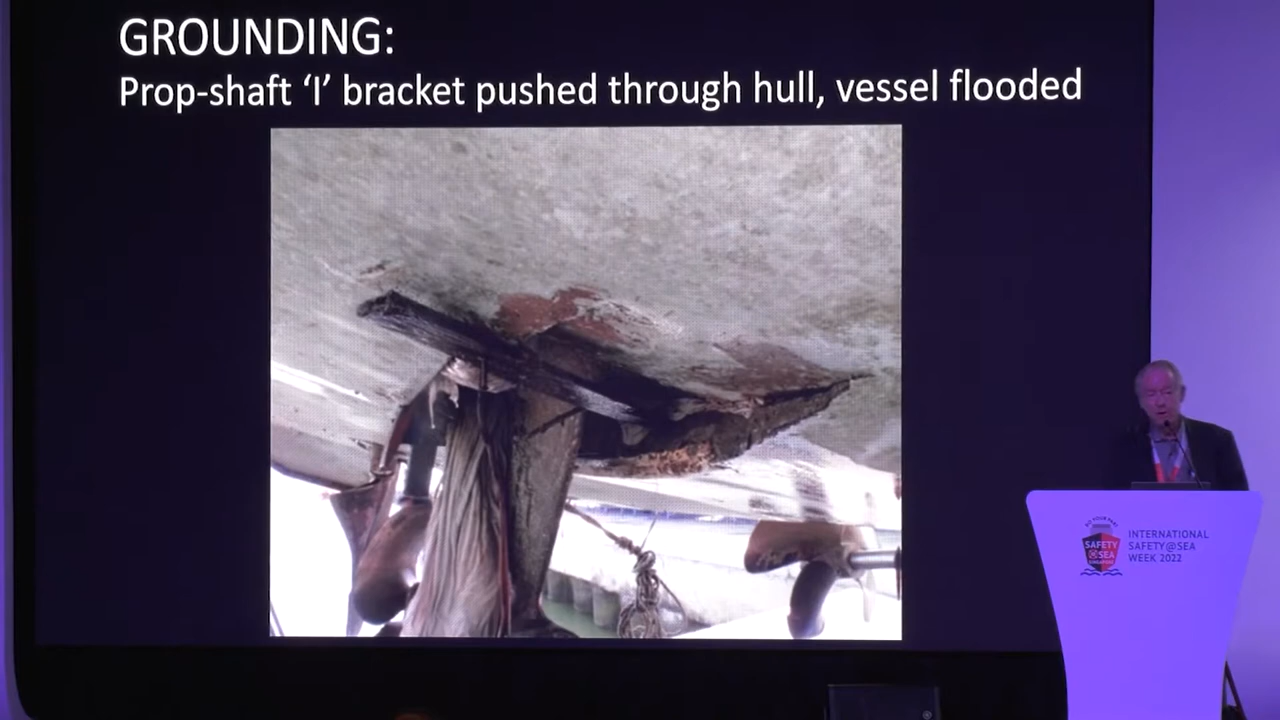 GROUNDING:
Prop-shaft ‘I’ bracket pushed through hull, vessel flooded
SAFETY
@SEA
INTERNATIONAL
SAFETY@SEA
WEEK 2022